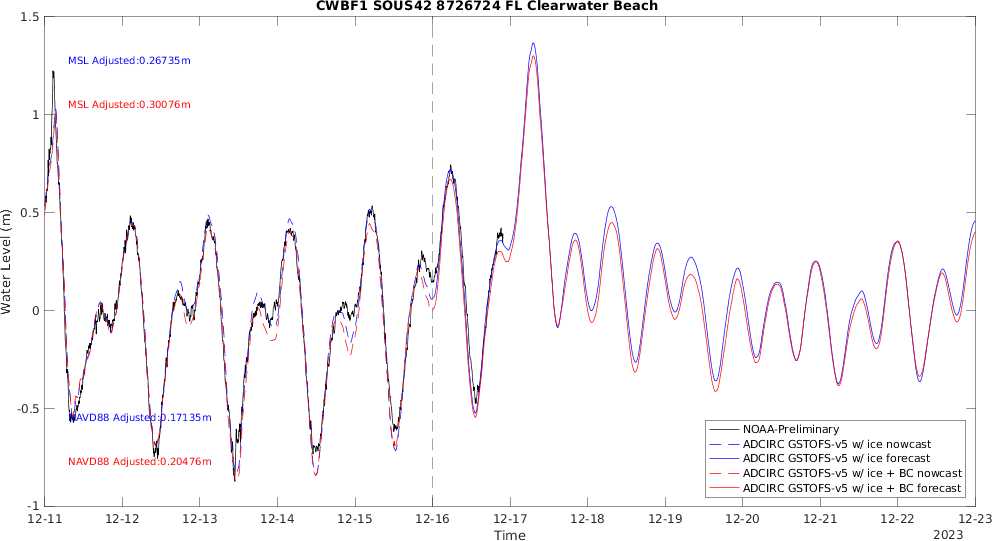 CWBF1 SOUS42 8726724 FL Clearwater Beach
1.5
1
0.5
0
-0.5
-1
Water Level (m)
MSL Adjusted:0.26735m
MSL Adjusted:0.30076m
NAVD88 Adjusted:0.17135m
NAVD88 Adjusted:0.20476m
NOAA-Preliminary
ADCIRC GSTOFS-v5 w/ ice nowcast
ADCIRC GSTOFS-v5 w/ ice forecast
ADCIRC GSTOFS-v5 w/ ice + BC nowcast
ADCIRC GSTOFS-v5 w/ ice + BC forecast
12-11 12-12 12-13 12-14 12-15 12-16 12-17 12-18 12-19 12-20 12-21 12-22 12-23
Time
2023